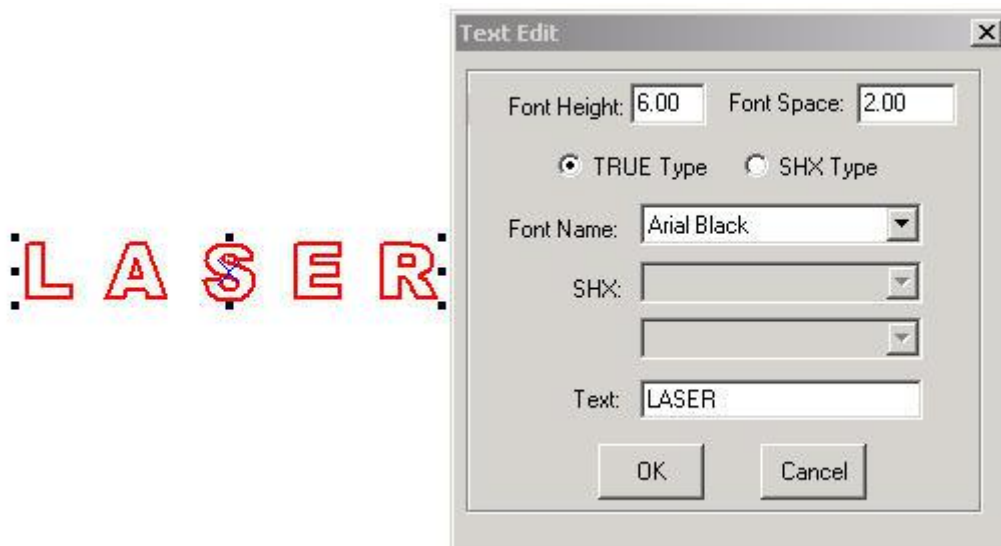 Text Edit
Font Height: 6.00 Font Space: 2.00
TRUE Type SHX Type
Font Name: Arial Black
LASER
SHX:
Text: LASER
OK Cancel